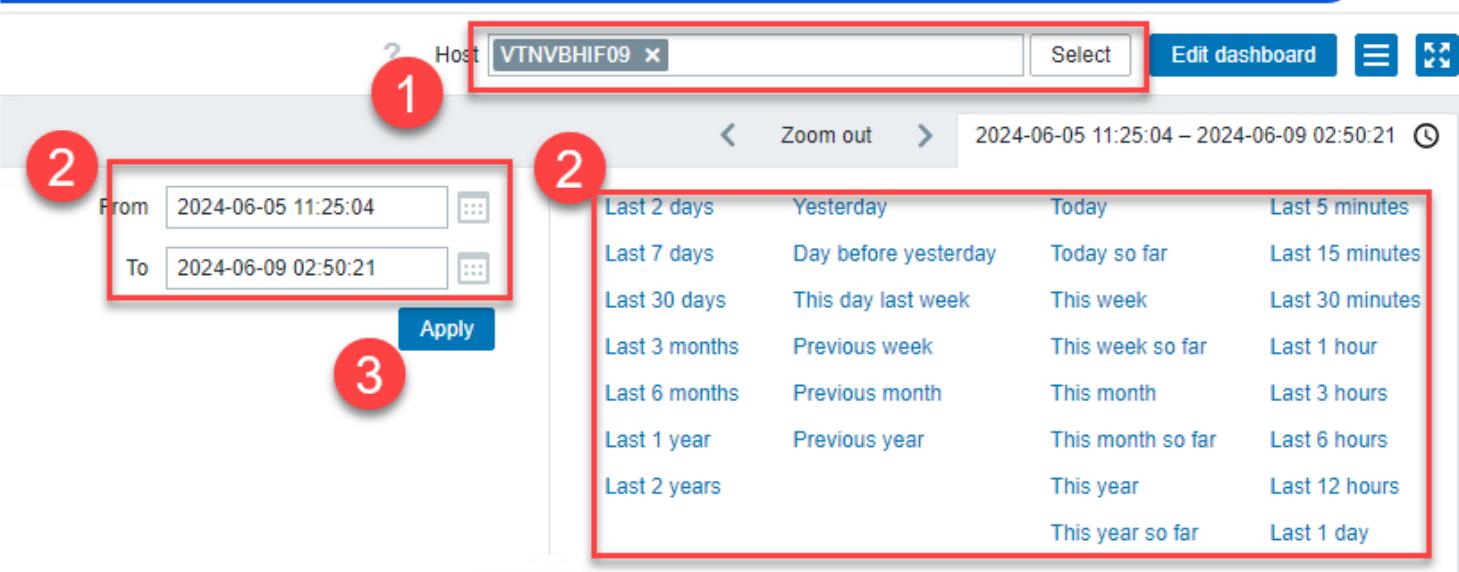 ? Host VTNVBHIF09 × Select Edit dashboard
1
Zoom out 2024-06-05 11:25:04 – 2024-06-09 02:50:21
2
From 2024-06-05 11:25:04
To 2024-06-09 02:50:21
Apply
3
2
Last 2 days Yesterday Today Last 5 minutes
Last 7 days Day before yesterday Today so far Last 15 minutes
Last 30 days This day last week This week Last 30 minutes
Last 3 months Previous week This week so far Last 1 hour
Last 6 months Previous month This month Last 3 hours
Last 1 year Previous year This month so far Last 6 hours
Last 2 years This year Last 12 hours
This year so far Last 1 day